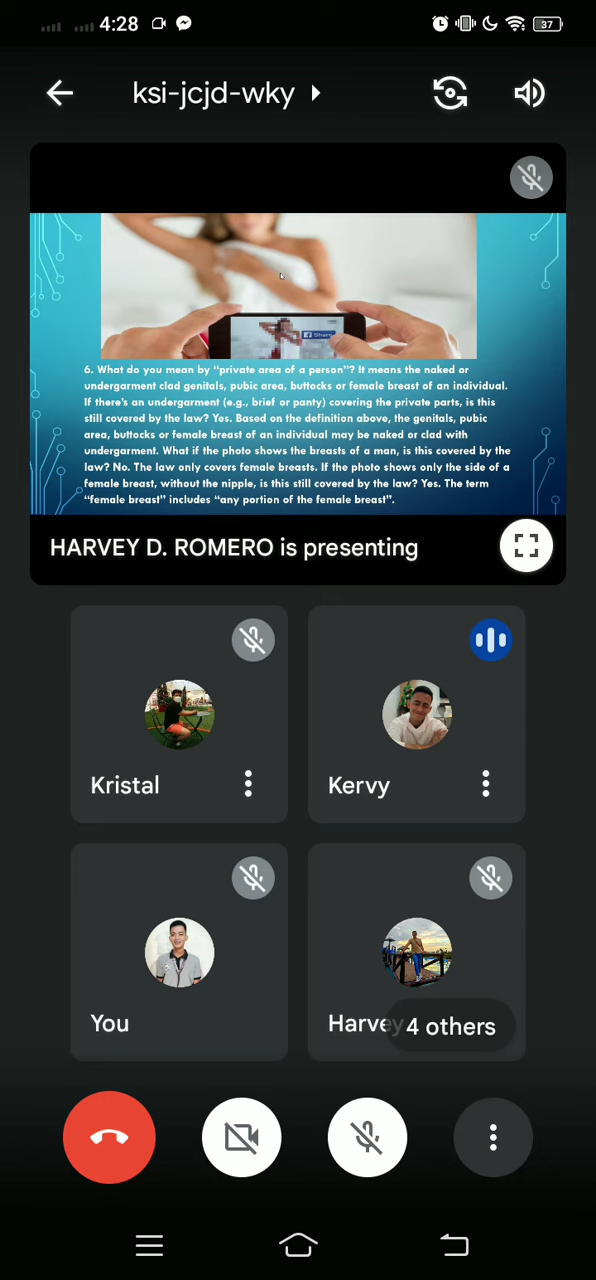 4:28
37
ksi-jcjd-wky
Share
6. What do you mean by “private area of a person”? It means the naked or
undergarment clad genitals, pubic area, buttocks or female breast of an individual.
If there's an undergarment (e.g., brief or panty) covering the private parts, is this
still covered by the law? Yes. Based on the definition above, the genitals, pubic
area, buttocks or female breast of an individual may be naked or clad with
undergarment. What if the photo shows the breasts of a man, is this covered by the
law? No. The law only covers female breasts. If the photo shows only the side of a
female breast, without the nipple, is this still covered by the law? Yes. The term
“female breast” includes “any portion of the female breast”.
HARVEY D. ROMERO is presenting
Kristal
Kervy
You
Harvey
4 others